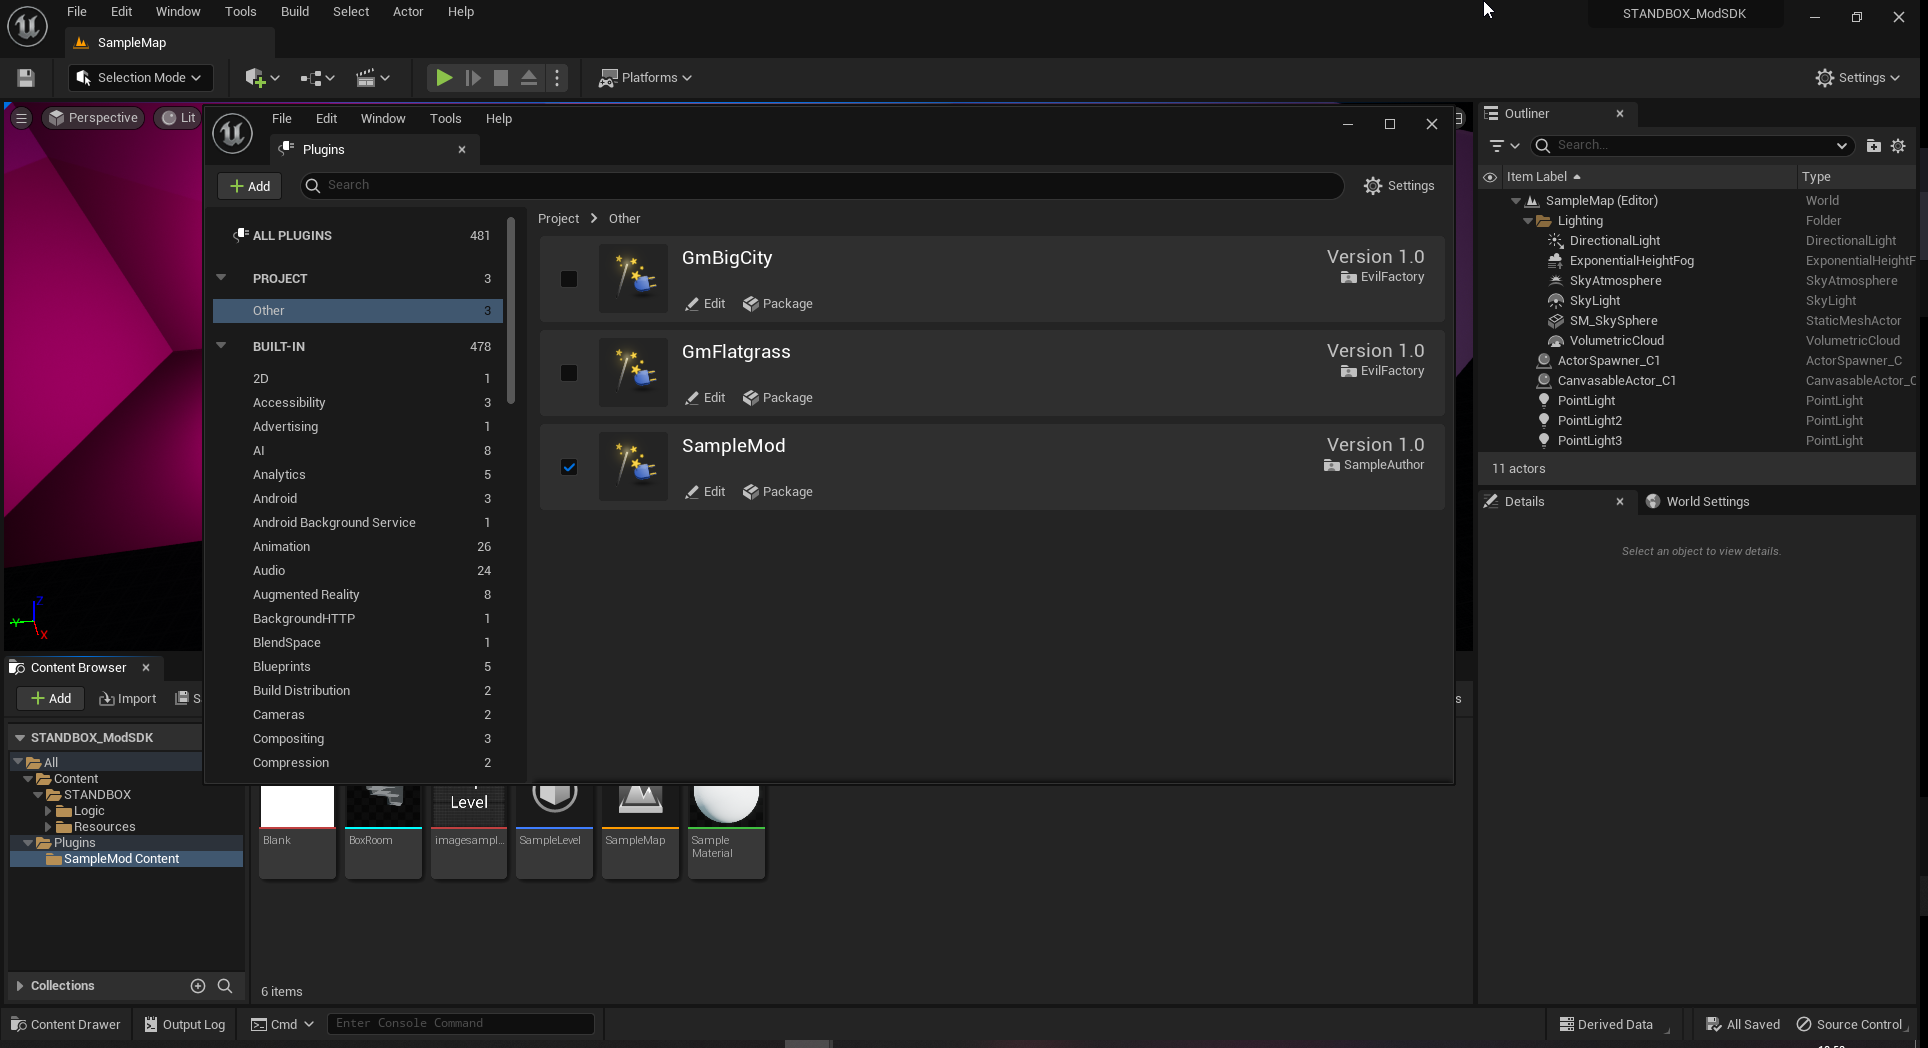 File Edit Window Tools Build Select Actor Help
STANDBOX_ModSDK
SampleMap
Selection Mode
Platforms
Settings
Perspective
Lit
File Edit Window Tools Help
Plugins
Add
Search
Settings
ALL PLUGINS 481
PROJECT 3
Other 3
BUILT-IN 478
2D 1
Accessibility 3
Advertising 1
AI 8
Analytics 5
Android 3
Android Background Service 1
Animation 26
Audio 24
Augmented Reality 8
BackgroundHTTP 1
BlendSpace 1
Blueprints 5
Build Distribution 2
Cameras 2
Compositing 3
Compression 2
Project > Other
GmBigCity
Version 1.0
EvilFactory
Edit Package
GmFlatgrass
Version 1.0
EvilFactory
Edit Package
SampleMod
Version 1.0
SampleAuthor
Edit Package
Outliner
Search...
Item Label Type
SampleMap (Editor) World
Lighting Folder
DirectionalLight DirectionalLight
ExponentialHeightFog ExponentialHeightF
SkyAtmosphere SkyAtmosphere
SkyLight SkyLight
SM_SkySphere StaticMeshActor
VolumetricCloud VolumetricCloud
ActorSpawner_C1 ActorSpawner_C
CanvasableActor_C1 CanvasableActor_C
PointLight PointLight
PointLight2 PointLight
PointLight3 PointLight
11 actors
Details
World Settings
Select an object to view details.
Z
Y
X
Content Browser
Add
Import
S
s
STANDBOX_ModSDK
All
Content
STANDBOX
Logic
Resources
Plugins
SampleMod Content
Collections
Level
Blank
BoxRoom
imagesampl...
SampleLevel
SampleMap
Sample
Material
6 items
Content Drawer
Output Log
Cmd
Enter Console Command
Derived Data
All Saved
Source Control